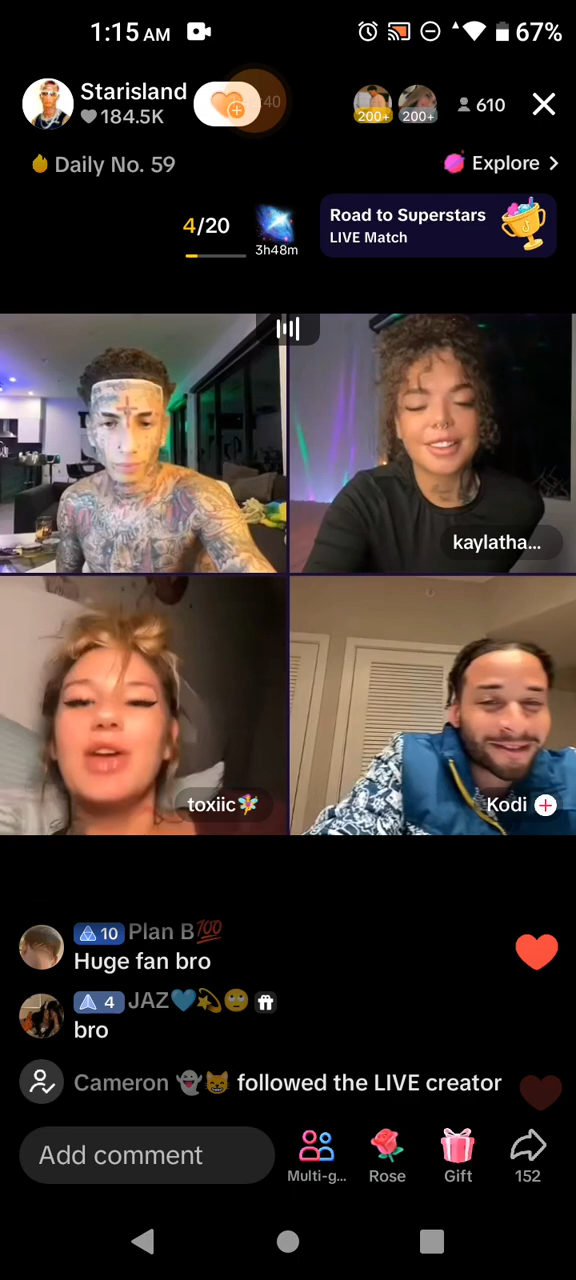 1:15 AM
67%
Starisland
184.5K
200+
200+
610
Daily No. 59
Explore
4/20
3h48m
Road to Superstars
LIVE Match
kaylatha...
toxiic
Kodi
10 Plan B💯
Huge fan bro
4 JAZ💙💫🙄
bro
Cameron 👻😸 followed the LIVE creator
Add comment
Multi-g...
Rose
Gift
152